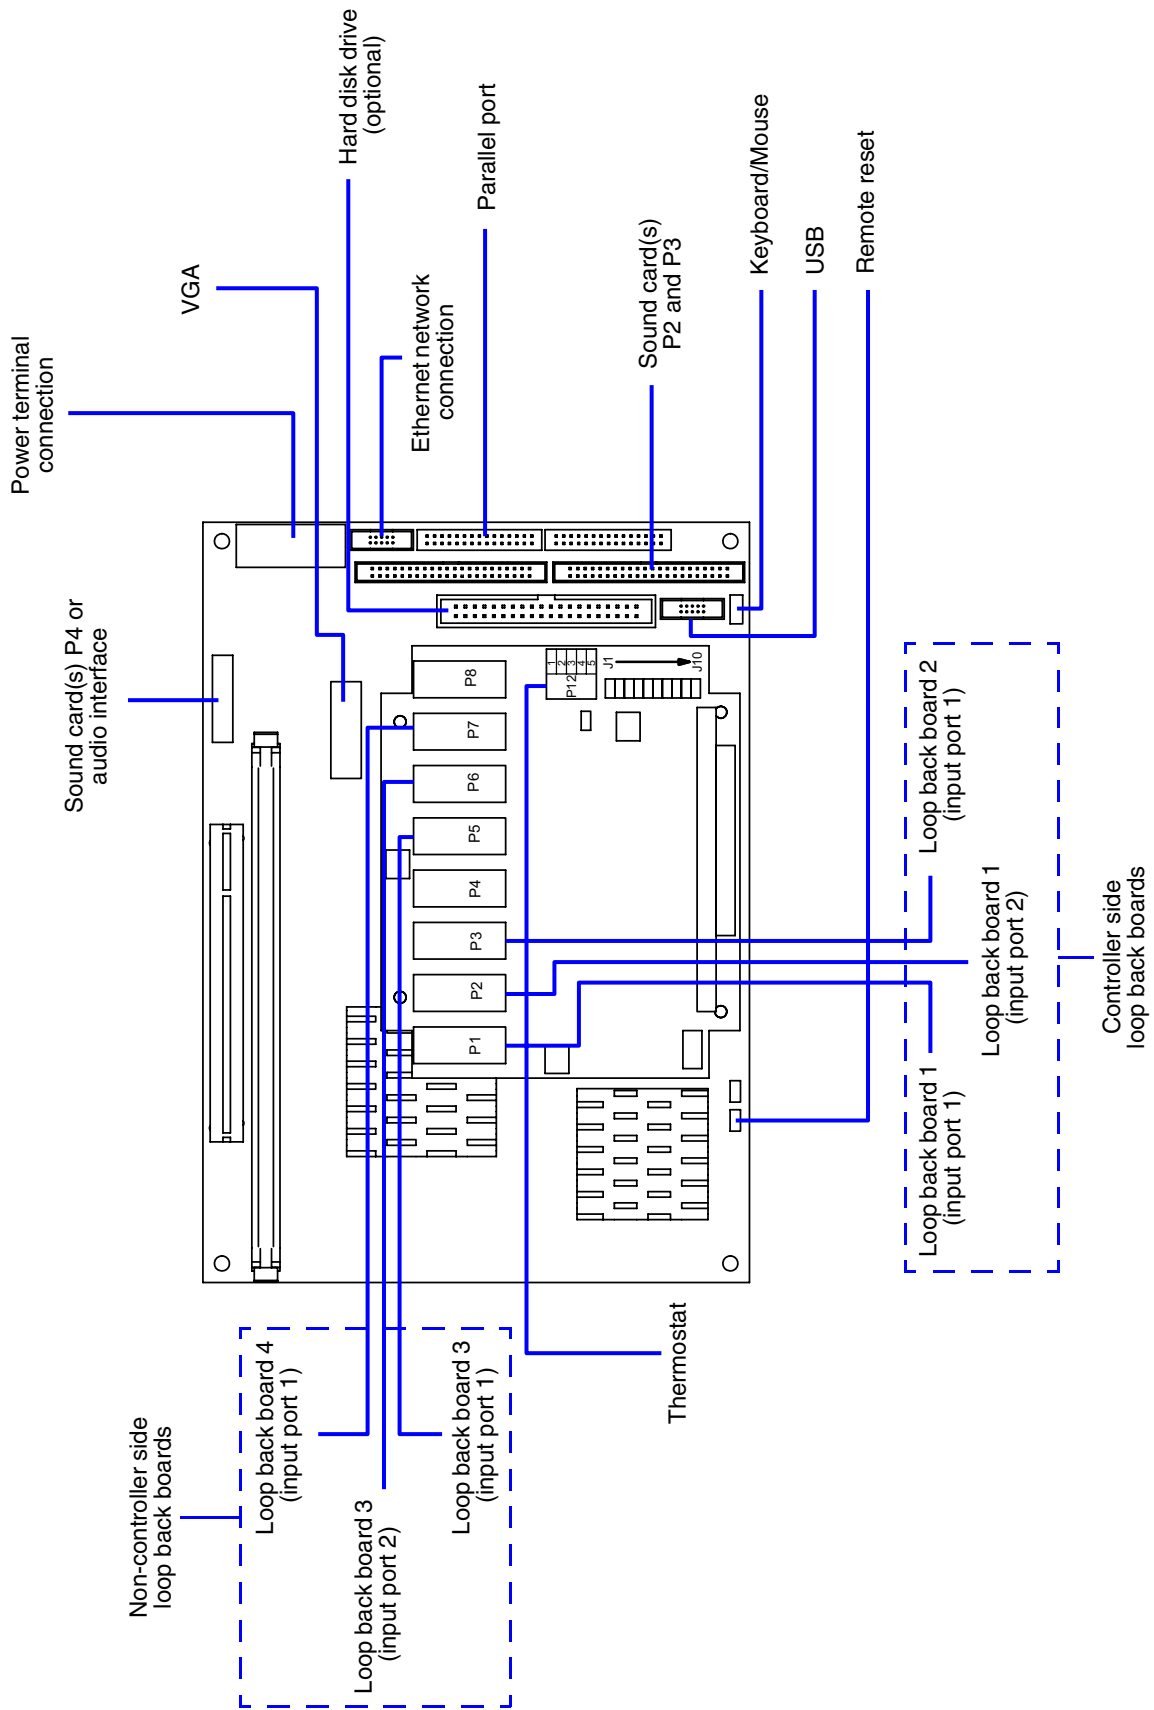 Power terminal
connection
VGA
Hard disk drive
(optional)
Parallel port
Ethernet network
connection
Sound card(s)
P2 and P3
Keyboard/Mouse
USB
Remote reset
Sound card(s) P4 or
audio interface
P8
P7
P6
P5
P4
P3
P2
P1
P12
1
2
3
4
5
J1
J10
Loop back board 2
(input port 1)
Loop back board 1
(input port 2)
Loop back board 1
(input port 1)
Controller side
loop back boards
Thermostat
Non-controller side
loop back boards
Loop back board 4
(input port 1)
Loop back board 3
(input port 2)
Loop back board 3
(input port 1)